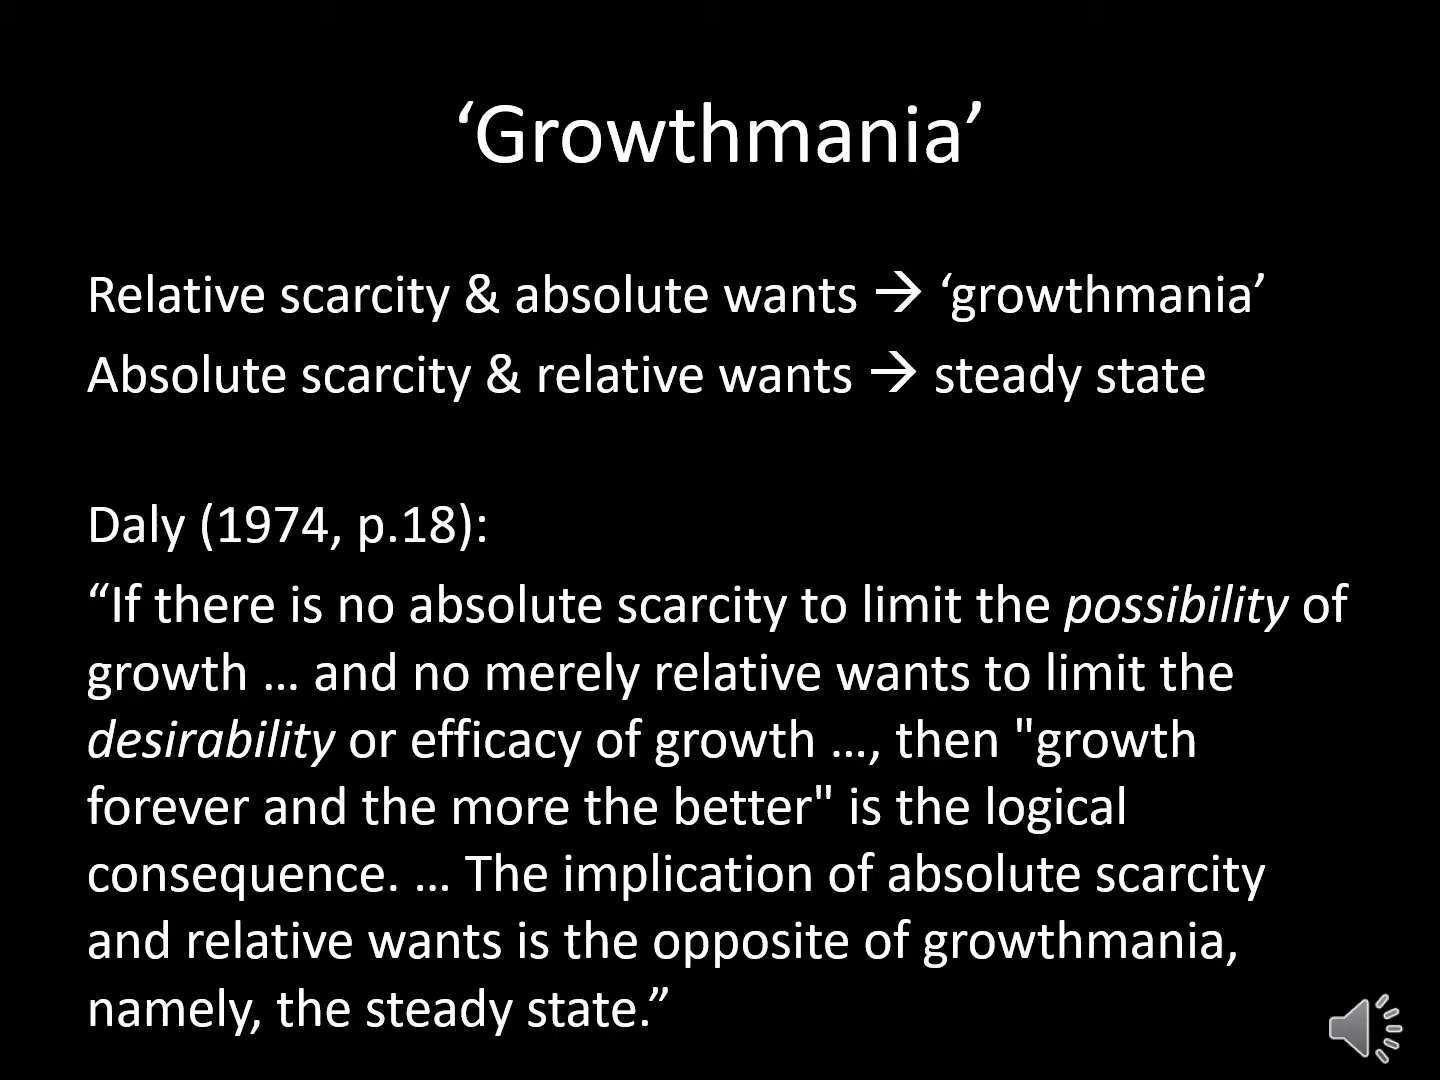 ‘Growthmania’
Relative scarcity & absolute wants → ‘growthmania’
Absolute scarcity & relative wants → steady state
Daly (1974, p.18):
“If there is no absolute scarcity to limit the possibility of
growth … and no merely relative wants to limit the
desirability or efficacy of growth …, then "growth
forever and the more the better" is the logical
consequence. … The implication of absolute scarcity
and relative wants is the opposite of growthmania,
namely, the steady state.”